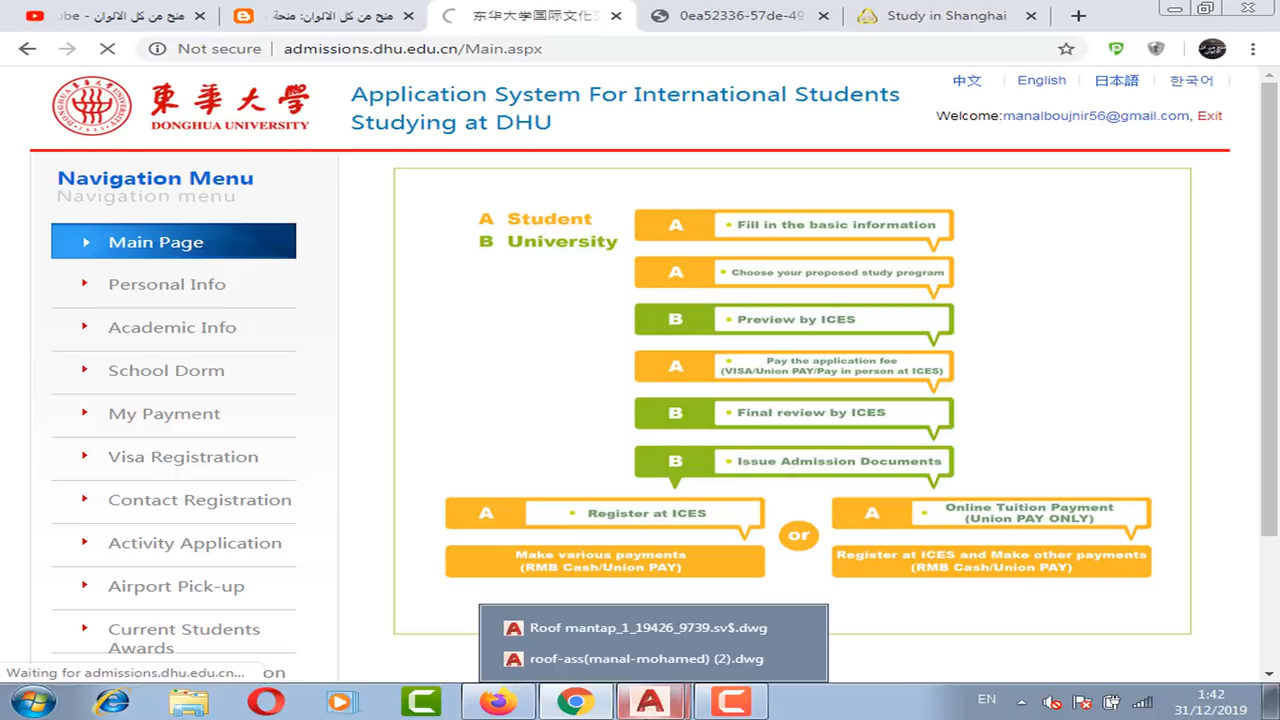 ube - منح من كل الالوان
منح من كل الالوان: منحة
东华大学国际文化
0ea52336-57de-49
Study in Shanghai
Not secure
admissions.dhu.edu.cn/Main.aspx
東華大學
DONGHUA UNIVERSITY
Application System For International Students
Studying at DHU
中文
English
日本語
한국어
Welcome:manalboujnir56@gmail.com, Exit
Navigation Menu
Navigation menu
Main Page
Personal Info
Academic Info
School Dorm
My Payment
Visa Registration
Contact Registration
Activity Application
Airport Pick-up
Current Students
Awards
on
A Student
B University
A Fill in the basic information
A Choose your proposed study program
B Preview by ICES
A Pay the application fee
(VISA/Union PAY/Pay in person at ICES)
B Final review by ICES
B Issue Admission Documents
A Register at ICES
Make various payments
(RMB Cash/Union PAY)
or
A Online Tuition Payment
(Union PAY ONLY)
Register at ICES and Make other payments
(RMB Cash/Union PAY)
Roof mantap_1_19426_9739.sv$.dwg
roof-ass(manal-mohamed) (2).dwg
Waiting for admissions.dhu.edu.cn...
EN
1:42
31/12/2019